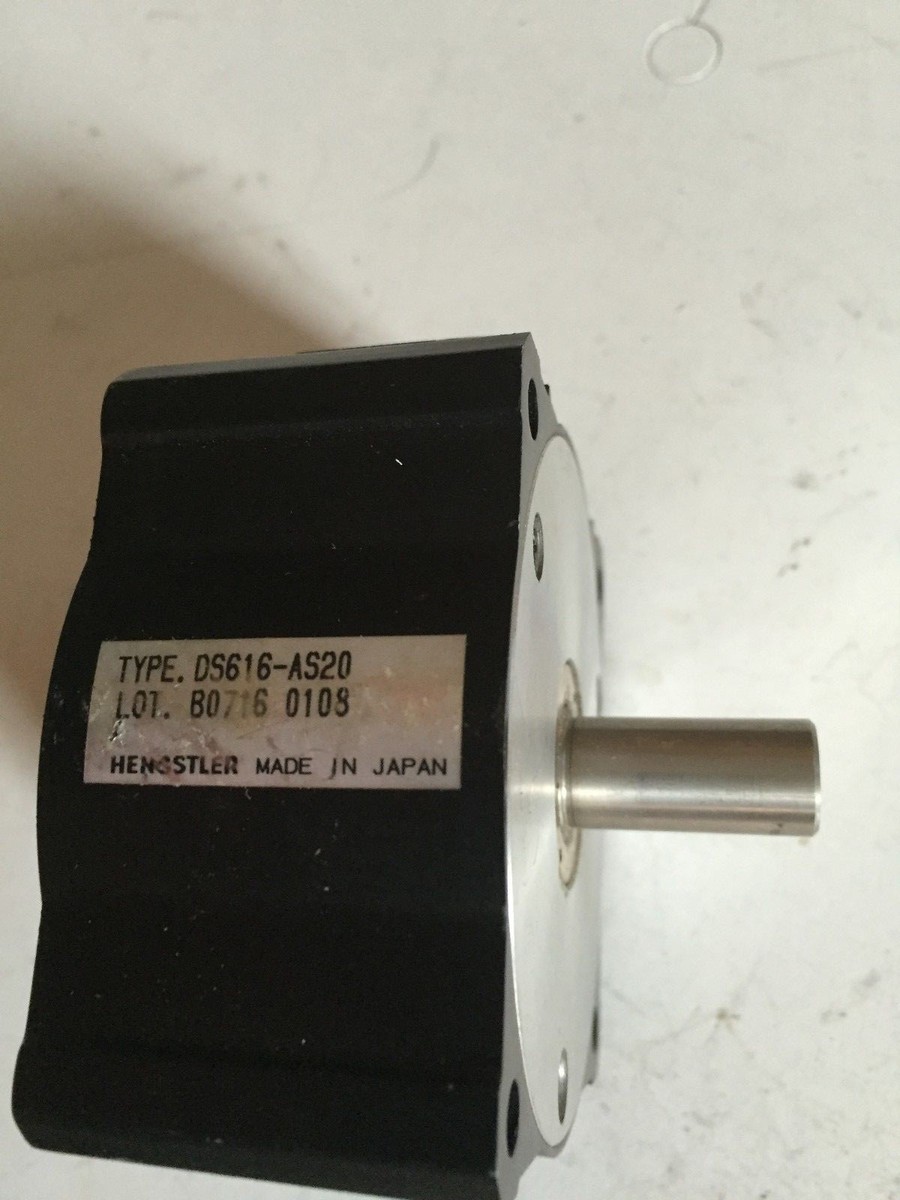 TYPE. DS616-AS20
LOT. B0716 0108
A
HENGSTLER MADE IN JAPAN